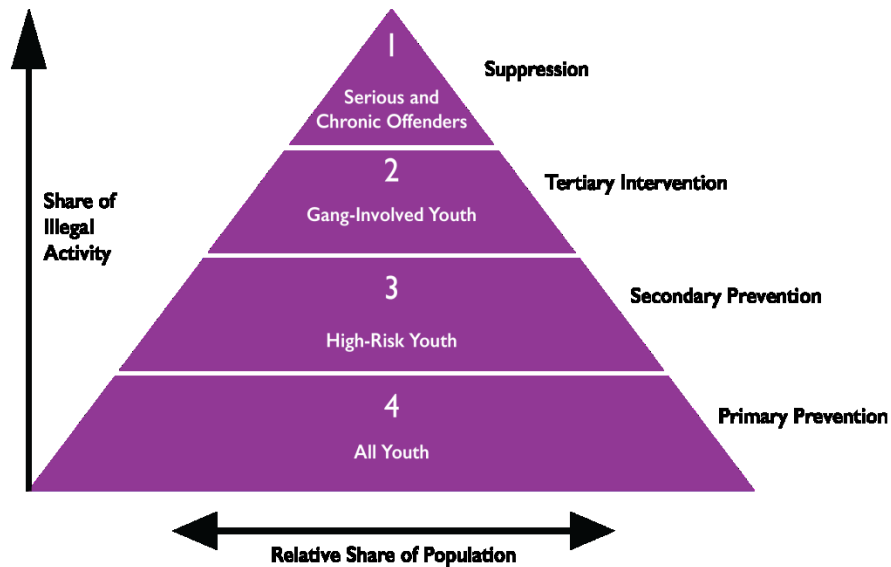 1
Serious and
Chronic Offenders
Suppression
2
Gang-Involved Youth
Tertiary Intervention
Share of
Illegal
Activity
3
High-Risk Youth
Secondary Prevention
4
All Youth
Primary Prevention
Relative Share of Population